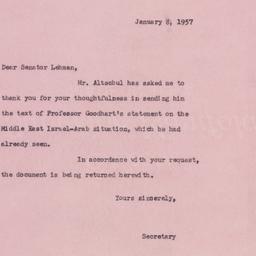 January 8, 1957
Dear Senator Lehman,
Mr. Altschul has asked me to
thank you for your thoughtfulness in sending him
the text of Professor Goodhart's statement on the
Middle East Israel-Arab situation, which he had
already seen.
In accordance with your request,
the document is being returned herewith.
Yours sincerely,
Secretary